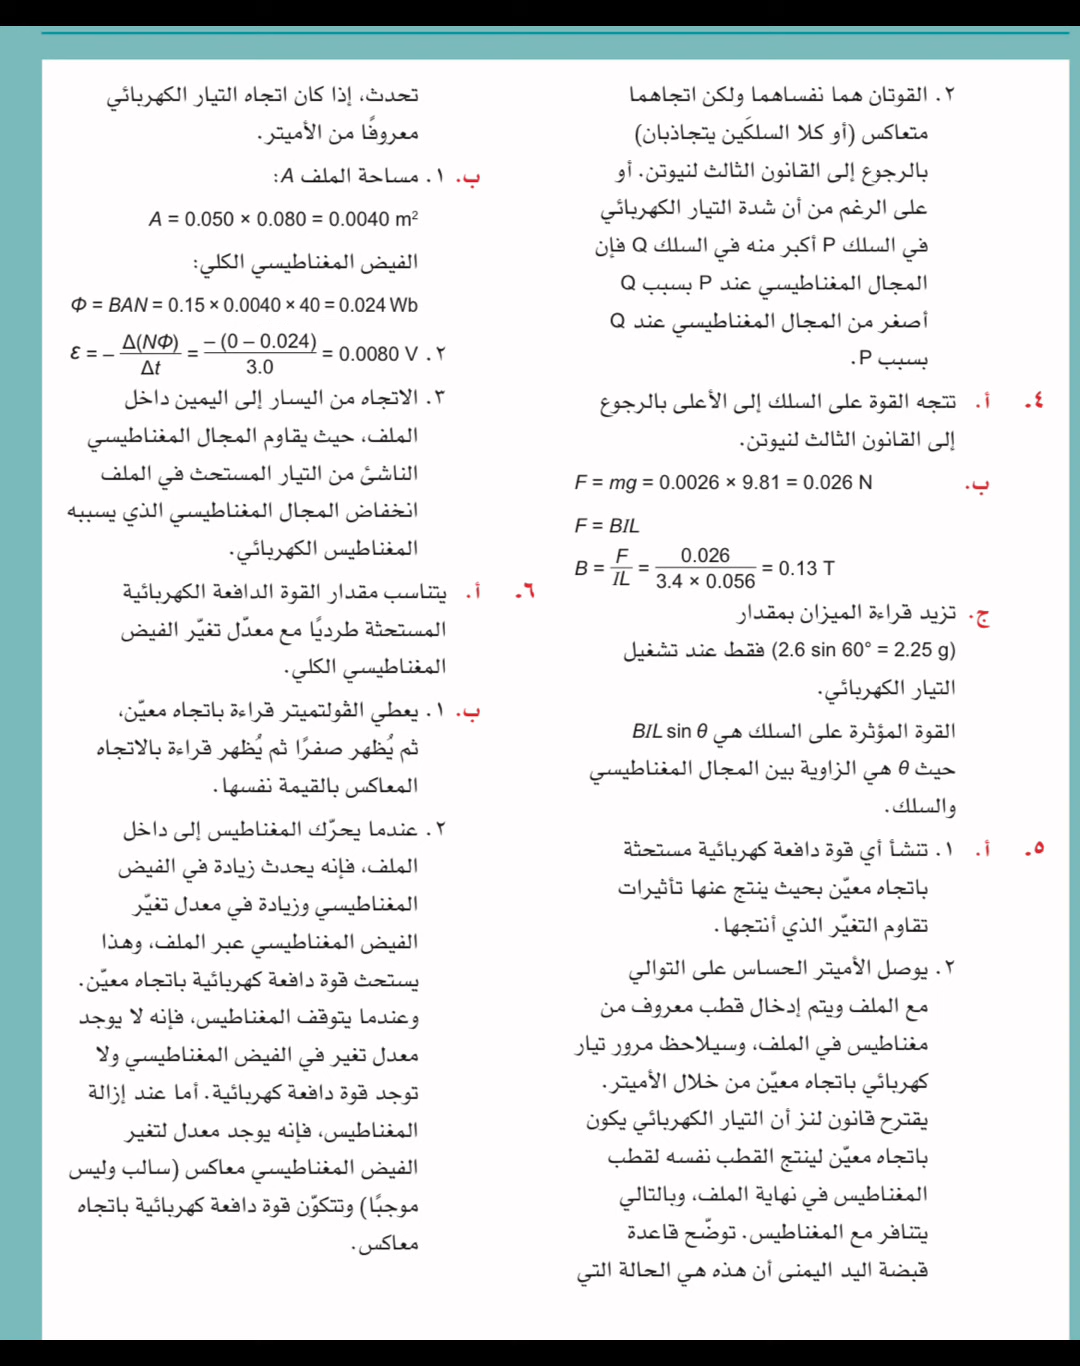 ٢. القوتان هما نفساهما ولكن اتجاهما
متعاكس (أو كلا السلكَين يتجاذبان)
بالرجوع إلى القانون الثالث لنيوتن. أو
على الرغم من أن شدة التيار الكهربائي
في السلك P أكبر منه في السلك Q فإن
المجال المغناطيسي عند P بسبب Q
أصغر من المجال المغناطيسي عند Q
بسبب P.
٤. أ. تتجه القوة على السلك إلى الأعلى بالرجوع
إلى القانون الثالث لنيوتن.
ب. F = mg = 0.0026 × 9.81 = 0.026 N
F = BIL
B = F/IL = 0.026/(3.4 × 0.056) = 0.13 T
ج. تزيد قراءة الميزان بمقدار
(2.6 sin 60° = 2.25 g) فقط عند تشغيل
التيار الكهربائي.
القوة المؤثرة على السلك هي BIL sin θ
حيث θ هي الزاوية بين المجال المغناطيسي
والسلك.
٥. أ. ١. تنشأ أي قوة دافعة كهربائية مستحثة
باتجاه معيّن بحيث ينتج عنها تأثيرات
تقاوم التغيّر الذي أنتجها.
٢. يوصل الأميتر الحساس على التوالي
مع الملف ويتم إدخال قطب معروف من
مغناطيس في الملف، وسيلاحظ مرور تيار
كهربائي باتجاه معيّن من خلال الأميتر.
يقترح قانون لنز أن التيار الكهربائي يكون
باتجاه معيّن لينتج القطب نفسه لقطب
المغناطيس في نهاية الملف، وبالتالي
يتنافر مع المغناطيس. توضّح قاعدة
قبضة اليد اليمنى أن هذه هي الحالة التي
تحدث، إذا كان اتجاه التيار الكهربائي
معروفًا من الأميتر.
ب. ١. مساحة الملف A:
A = 0.050 × 0.080 = 0.0040 m²
الفيض المغناطيسي الكلي:
Φ = BAN = 0.15 × 0.0040 × 40 = 0.024 Wb
٢. ε = − Δ(NΦ)/Δt = −(0 − 0.024)/3.0 = 0.0080 V
٣. الاتجاه من اليسار إلى اليمين داخل
الملف، حيث يقاوم المجال المغناطيسي
الناشئ من التيار المستحث في الملف
انخفاض المجال المغناطيسي الذي يسببه
المغناطيس الكهربائي.
٦. أ. يتناسب مقدار القوة الدافعة الكهربائية
المستحثة طرديًا مع معدّل تغيّر الفيض
المغناطيسي الكلي.
ب. ١. يعطي الڤولتميتر قراءة باتجاه معيّن،
ثم يُظهر صفرًا ثم يُظهر قراءة بالاتجاه
المعاكس بالقيمة نفسها.
٢. عندما يحرّك المغناطيس إلى داخل
الملف، فإنه يحدث زيادة في الفيض
المغناطيسي وزيادة في معدل تغيّر
الفيض المغناطيسي عبر الملف، وهذا
يستحث قوة دافعة كهربائية باتجاه معيّن.
وعندما يتوقف المغناطيس، فإنه لا يوجد
معدل تغير في الفيض المغناطيسي ولا
توجد قوة دافعة كهربائية. أما عند إزالة
المغناطيس، فإنه يوجد معدل لتغير
الفيض المغناطيسي معاكس (سالب وليس
موجبًا) وتتكوّن قوة دافعة كهربائية باتجاه
معاكس.